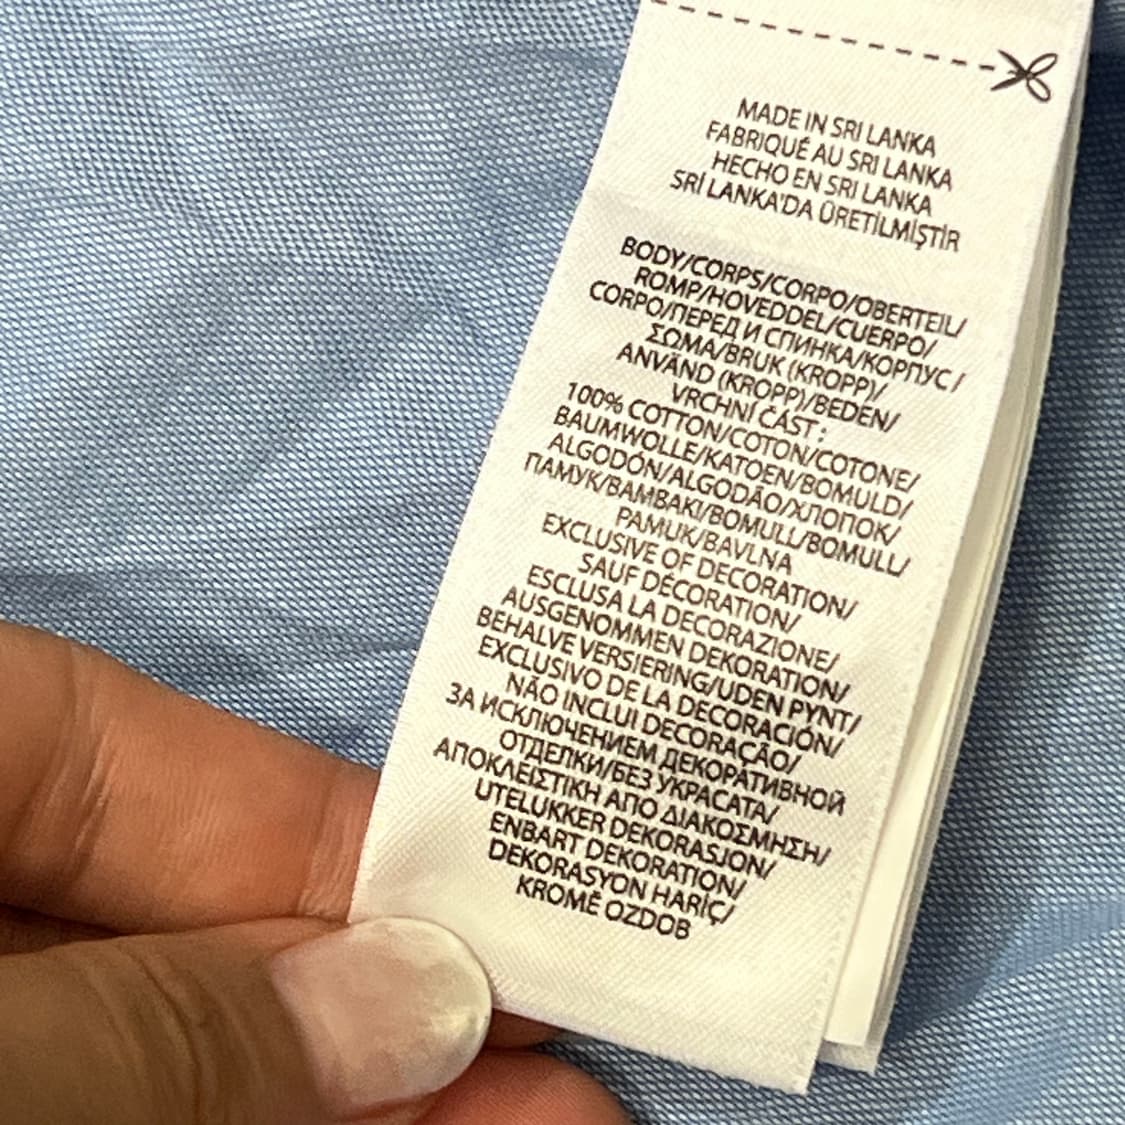 MADE IN SRI LANKA
FABRIQUÉ AU SRI LANKA
HECHO EN SRI LANKA
SRİ LANKA'DA ÜRETİLMİŞTİR
BODY/CORPS/CORPO/OBERTEIL/
ROMP/HOVEDDEL/CUERPO/
CORPO/ПЕРЕД И СПИНКА/КОРПУС/
ΣΩΜΑ/BRUK (KROPP)/
ANVÄND (KROPP)/BEDEN/
VRCHNÍ ČÁST :
100% COTTON/COTON/COTONE/
BAUMWOLLE/KATOEN/BOMULD/
ALGODÓN/ALGODÃO/ХЛОПОК/
ПАМУК/ΒΑΜΒΑΚΙ/BOMULL/BOMULL/
PAMUK/BAVLNA
EXCLUSIVE OF DECORATION/
SAUF DÉCORATION/
ESCLUSA LA DECORAZIONE/
AUSGENOMMEN DEKORATION/
BEHALVE VERSIERING/UDEN PYNT/
EXCLUSIVO DE LA DECORACIÓN/
NÃO INCLUI DECORAÇÃO/
ЗА ИСКЛЮЧЕНИЕМ ДЕКОРАТИВНОЙ
ОТДЕЛКИ/БЕЗ УКРАСАТА/
ΑΠΟΚΛΕΙΣΤΙΚΗ ΑΠΟ ΔΙΑΚΟΣΜΗΣΗ/
UTELUKKER DEKORASJON/
ENBART DEKORATION/
DEKORASYON HARİÇ/
KROMĚ OZDOB